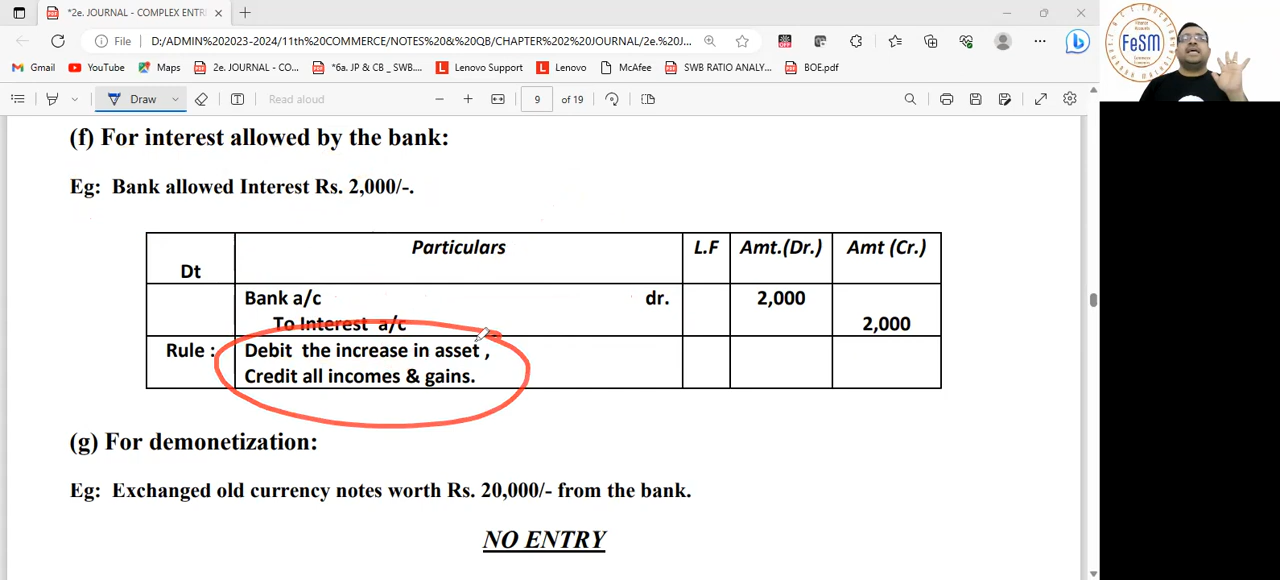 *2e. JOURNAL - COMPLEX ENTR
File
D:/ADMIN%202023-2024/11th%20COMMERCE/NOTES%20&%20QB/CHAPTER%202%20JOURNAL/2e.%20J...
Gmail
YouTube
Maps
2e. JOURNAL - CO...
*6a. JP & CB _ SWB....
Lenovo Support
Lenovo
McAfee
SWB RATIO ANALY...
BOE.pdf
Draw
Read aloud
9
of 19
FeSM
(f) For interest allowed by the bank:
Eg: Bank allowed Interest Rs. 2,000/-.
Dt
Particulars
L.F
Amt.(Dr.)
Amt (Cr.)
Bank a/c dr.
2,000
To Interest a/c
2,000
Rule :
Debit the increase in asset ,
Credit all incomes & gains.
(g) For demonetization:
Eg: Exchanged old currency notes worth Rs. 20,000/- from the bank.
NO ENTRY